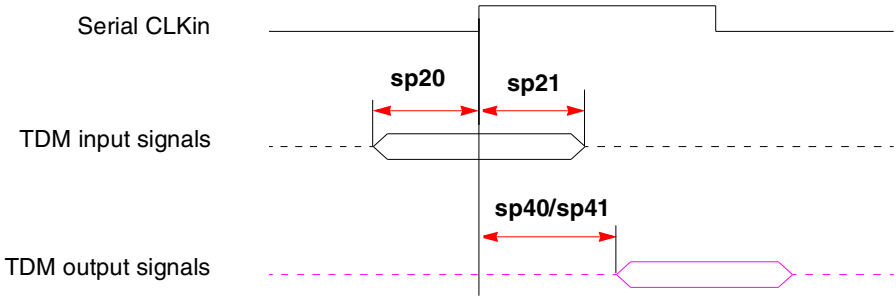 Serial CLKin
sp20 sp21
TDM input signals
sp40/sp41
TDM output signals